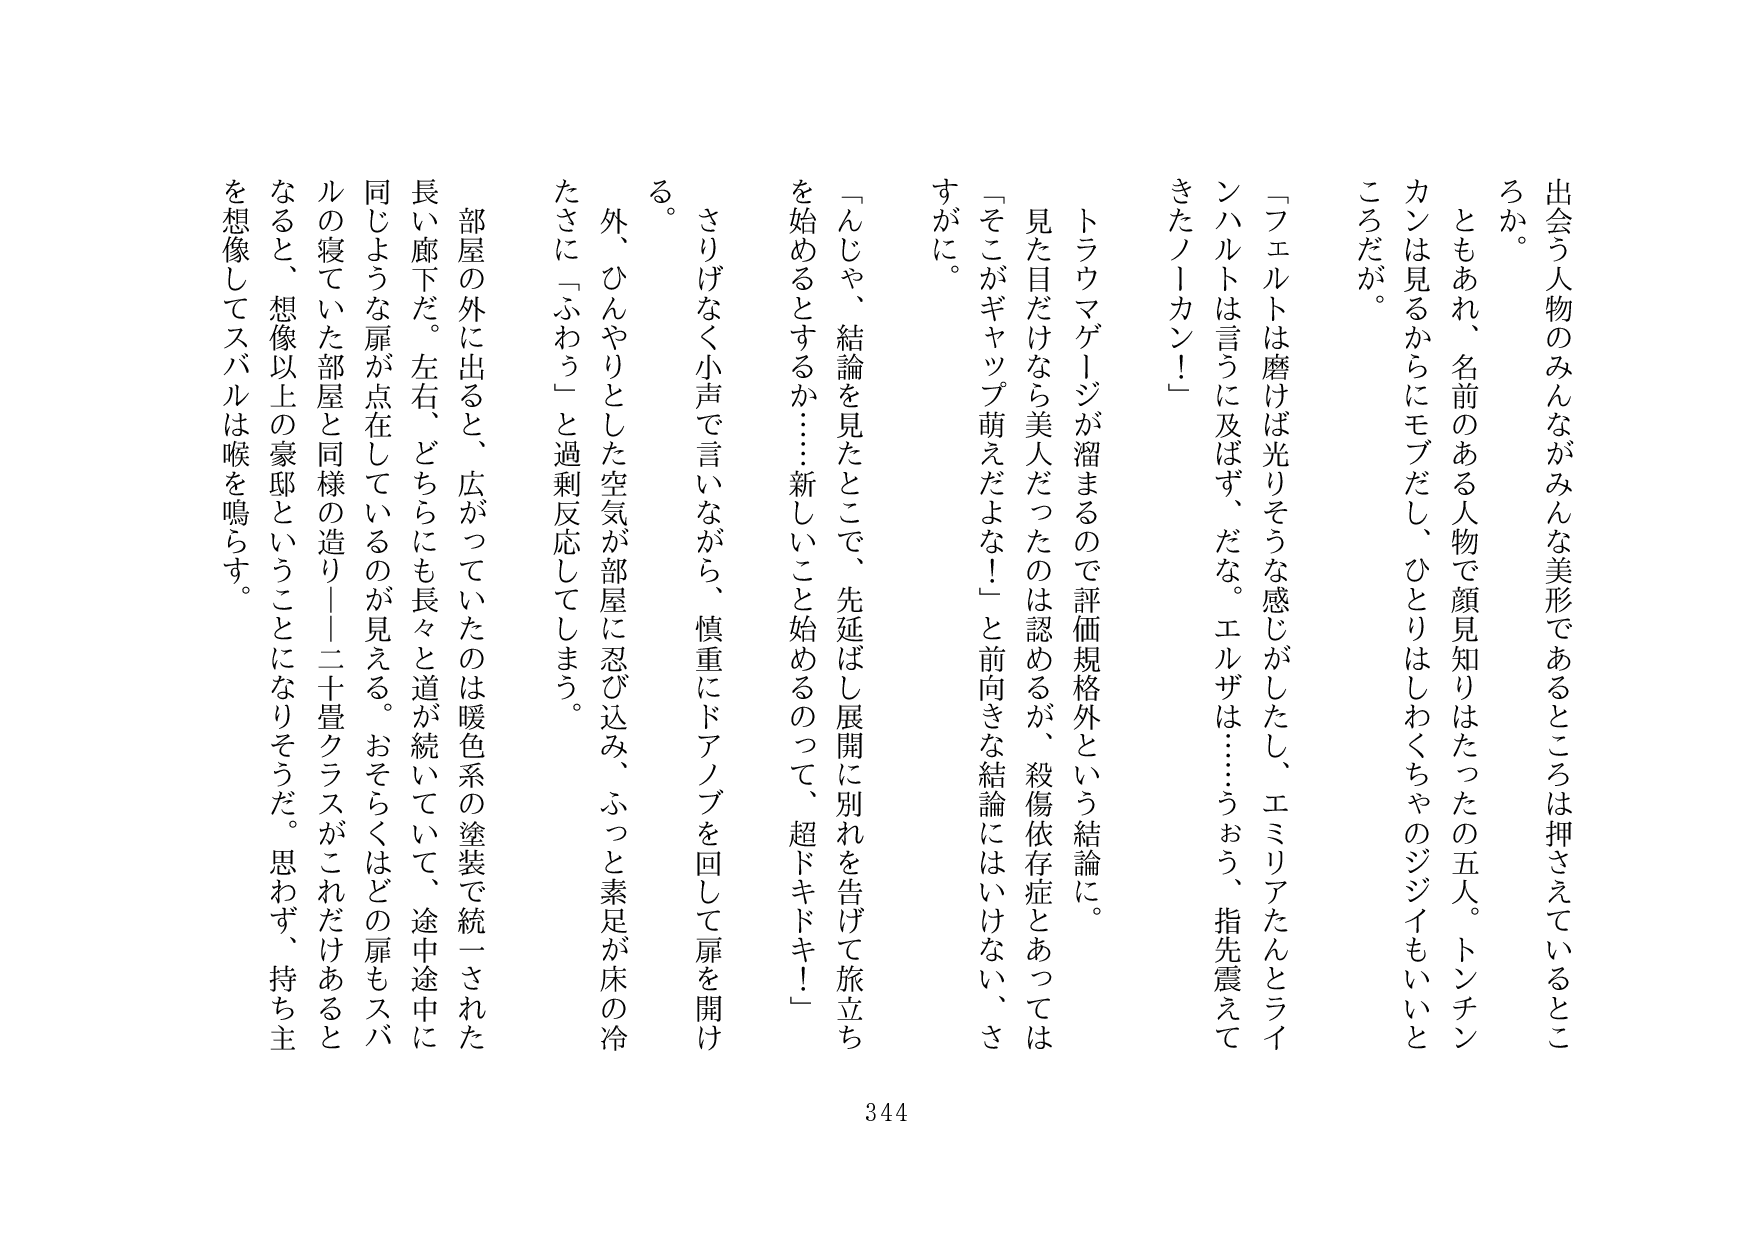 出会う人物のみんながみんな美形であるところは押さえているとこ
ろか。
　ともあれ、名前のある人物で顔見知りはたったの五人。トンチン
カンは見るからにモブだし、ひとりはしわくちゃのジジイもいいと
ころだが。
「フェルトは磨けば光りそうな感じがしたし、エミリアたんとライ
ンハルトは言うに及ばず、だな。エルザは……うぉう、指先震えて
きたノーカン！」
　トラウマゲージが溜まるので評価規格外という結論に。
　見た目だけなら美人だったのは認めるが、殺傷依存症とあっては
「そこがギャップ萌えだよな！」と前向きな結論にはいけない、さ
すがに。
「んじゃ、結論を見たとこで、先延ばし展開に別れを告げて旅立ち
を始めるとするか……新しいこと始めるのって、超ドキドキ！」
　さりげなく小声で言いながら、慎重にドアノブを回して扉を開け
る。
　外、ひんやりとした空気が部屋に忍び込み、ふっと素足が床の冷
たさに「ふわう」と過剰反応してしまう。
　部屋の外に出ると、広がっていたのは暖色系の塗装で統一された
長い廊下だ。左右、どちらにも長々と道が続いていて、途中途中に
同じような扉が点在しているのが見える。おそらくはどの扉もスバ
ルの寝ていた部屋と同様の造り――二十畳クラスがこれだけあると
なると、想像以上の豪邸ということになりそうだ。思わず、持ち主
を想像してスバルは喉を鳴らす。
344